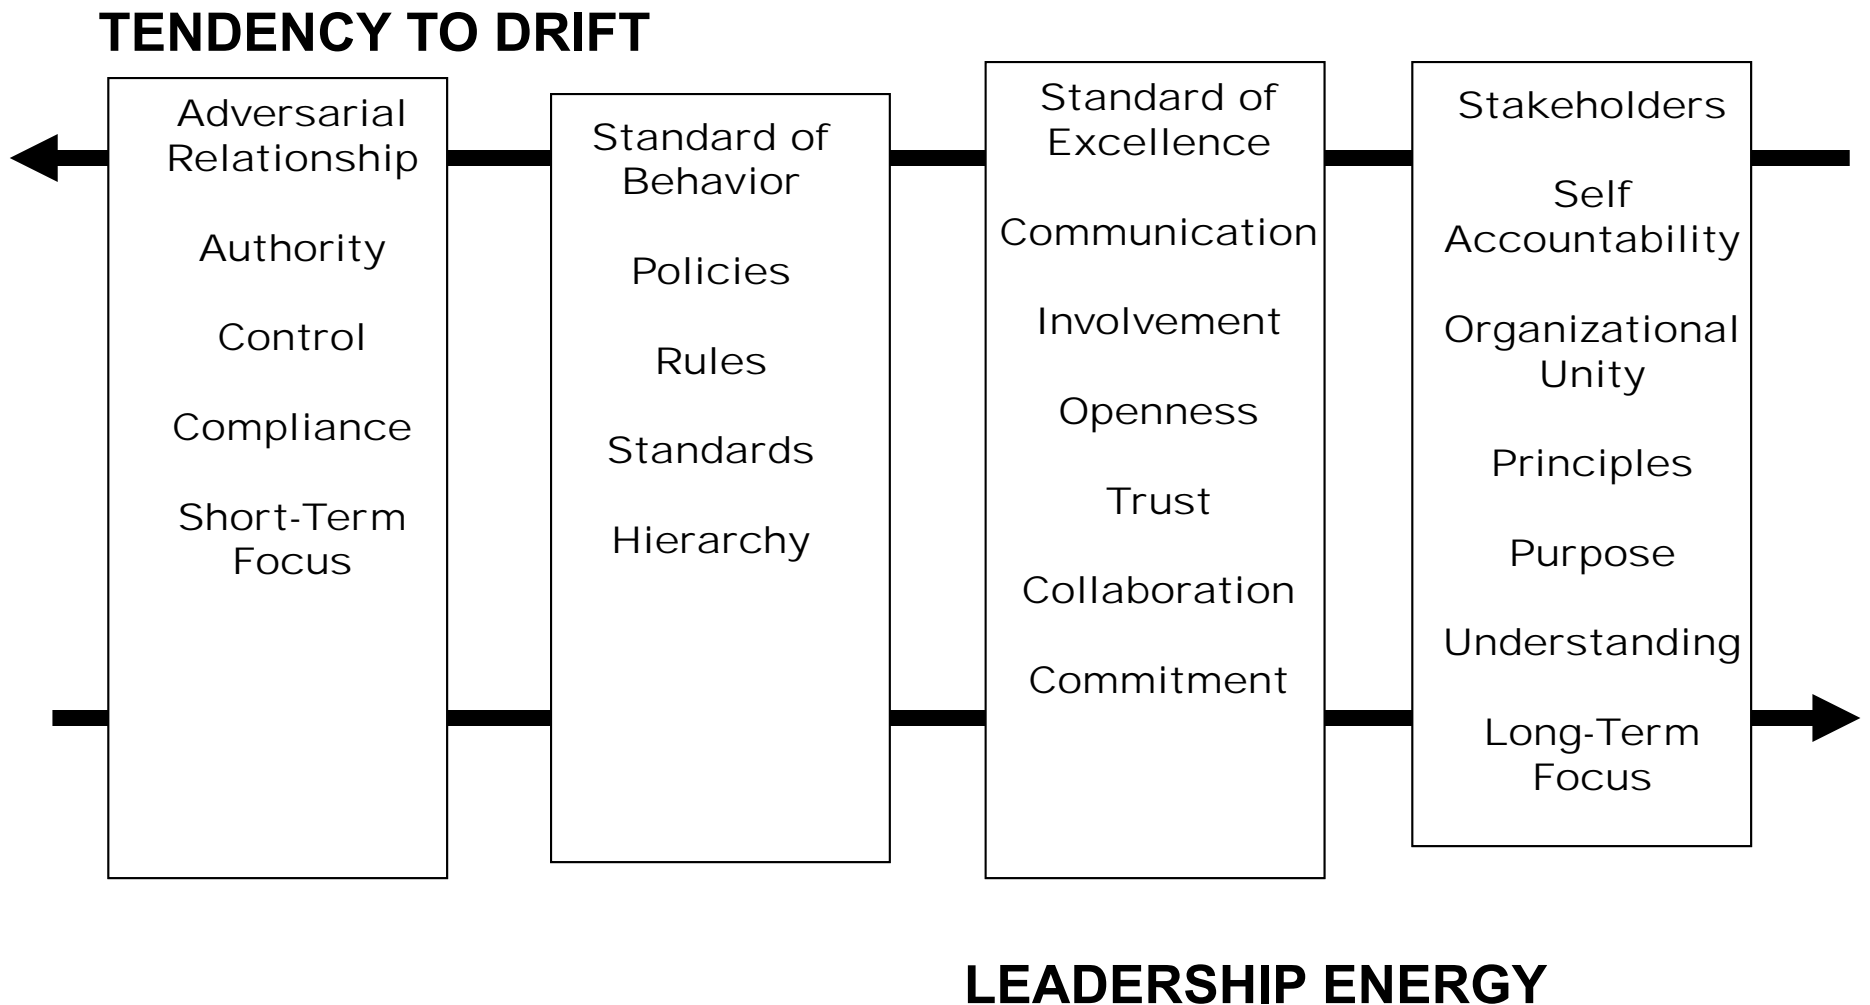 TENDENCY TO DRIFT
Adversarial
Relationship
Authority
Control
Compliance
Short-Term
Focus
Standard of
Behavior
Policies
Rules
Standards
Hierarchy
Standard of
Excellence
Communication
Involvement
Openness
Trust
Collaboration
Commitment
Stakeholders
Self
Accountability
Organizational
Unity
Principles
Purpose
Understanding
Long-Term
Focus
LEADERSHIP ENERGY